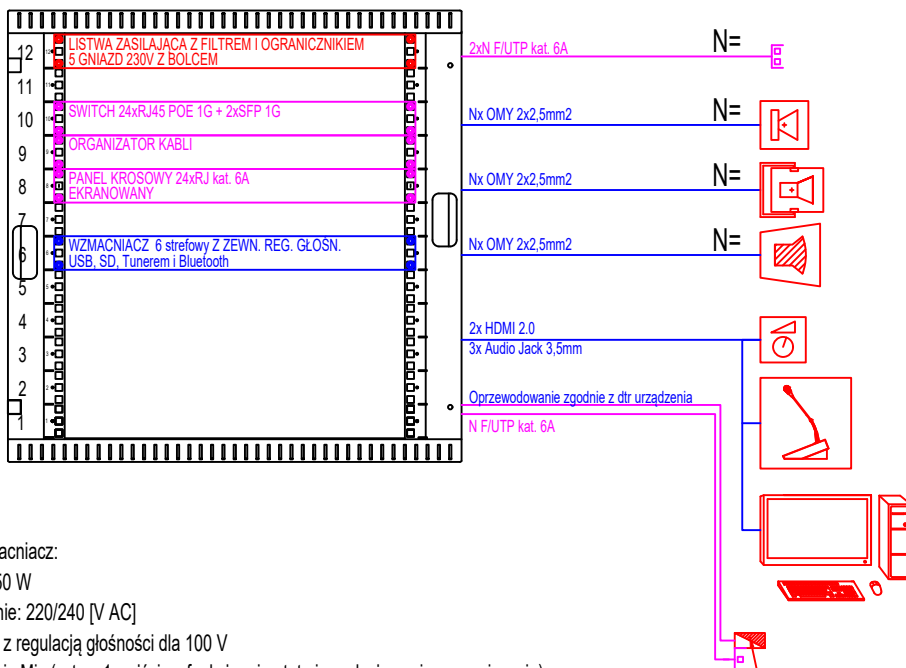 12
11
10
9
8
7
6
5
4
3
2
1
LISTWA ZASILAJĄCA Z FILTREM I OGRANICZNIKIEM
5 GNIAZD 230V Z BOLCEM
SWITCH 24xRJ45 POE 1G + 2xSFP 1G
ORGANIZATOR KABLI
PANEL KROSOWY 24xRJ kat. 6A
EKRANOWANY
WZMACNIACZ 6 strefowy Z ZEWN. REG. GŁOŚN.
USB, SD, Tunerem i Bluetooth
2xN F/UTP kat. 6A
N=
Nx OMY 2x2,5mm2
N=
Nx OMY 2x2,5mm2
N=
Nx OMY 2x2,5mm2
N=
2x HDMI 2.0
3x Audio Jack 3,5mm
Oprzewodowanie zgodnie z dtr urządzenia
N F/UTP kat. 6A
acniacz:
50 W
nie: 220/240 [V AC]
z regulacją głośności dla 100 V